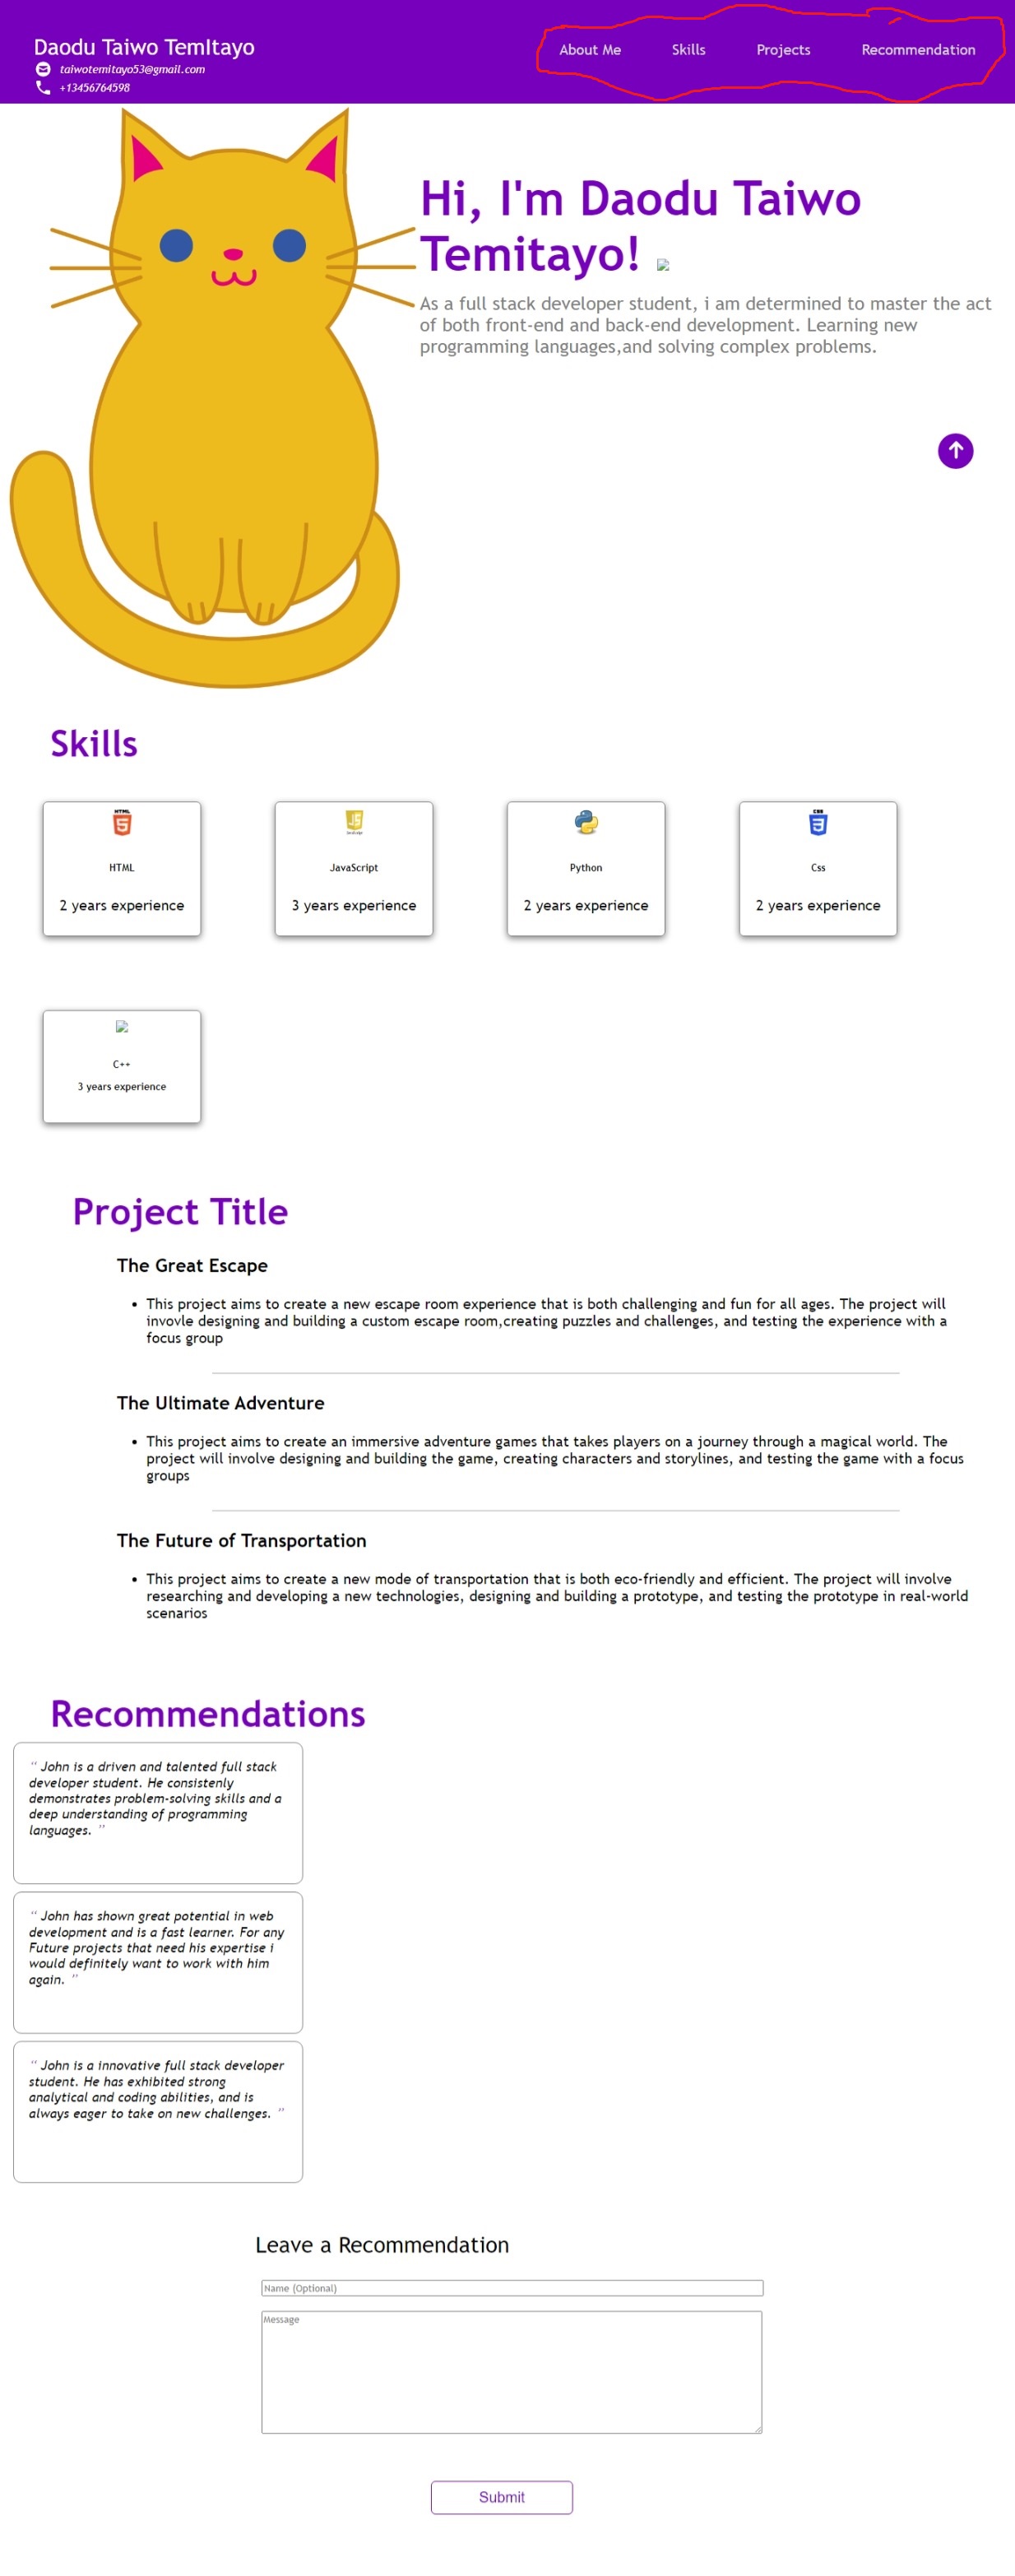 Daodu Taiwo TemItayo
taiwotemitayo53@gmail.com
+13456764598
About Me Skills Projects Recommendation
Hi, I'm Daodu Taiwo
Temitayo!
As a full stack developer student, i am determined to master the act
of both front-end and back-end development. Learning new
programming languages,and solving complex problems.
Skills
HTML
5
HTML
2 years experience
JS
JavaScript
JavaScript
3 years experience
Python
2 years experience
CSS
3
Css
2 years experience
C++
3 years experience
Project Title
The Great Escape
• This project aims to create a new escape room experience that is both challenging and fun for all ages. The project will
invovle designing and building a custom escape room,creating puzzles and challenges, and testing the experience with a
focus group
The Ultimate Adventure
• This project aims to create an immersive adventure games that takes players on a journey through a magical world. The
project will involve designing and building the game, creating characters and storylines, and testing the game with a focus
groups
The Future of Transportation
• This project aims to create a new mode of transportation that is both eco-friendly and efficient. The project will involve
researching and developing a new technologies, designing and building a prototype, and testing the prototype in real-world
scenarios
Recommendations
“ John is a driven and talented full stack
developer student. He consistenly
demonstrates problem-solving skills and a
deep understanding of programming
languages. ”
“ John has shown great potential in web
development and is a fast learner. For any
Future projects that need his expertise i
would definitely want to work with him
again. ”
“ John is a innovative full stack developer
student. He has exhibited strong
analytical and coding abilities, and is
always eager to take on new challenges. ”
Leave a Recommendation
Name (Optional)
Message
Submit